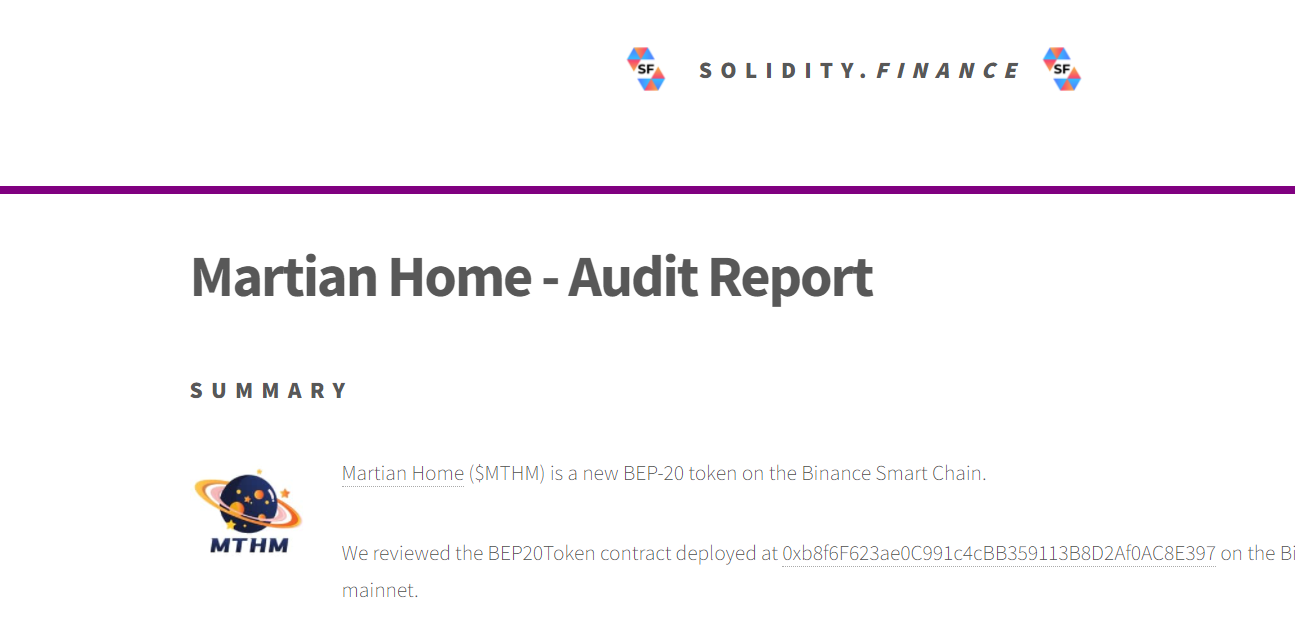 SF SOLIDITY.FINANCE SF
Martian Home - Audit Report
SUMMARY
Martian Home ($MTHM) is a new BEP-20 token on the Binance Smart Chain.
MTHM
We reviewed the BEP20Token contract deployed at 0xb8f6F623ae0C991c4cBB359113B8D2Af0AC8E397 on the Bi
mainnet.